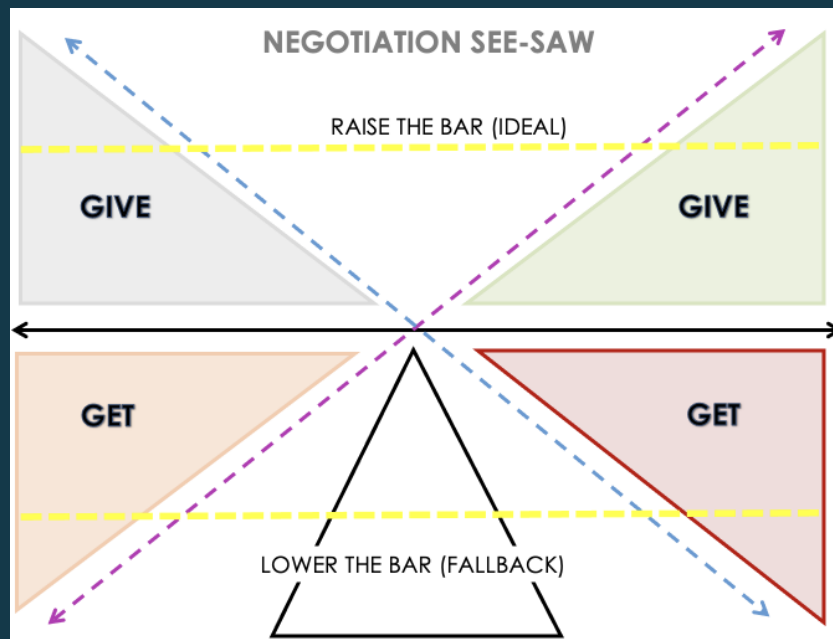 NEGOTIATION SEE-SAW
RAISE THE BAR (IDEAL)
GIVE
GIVE
GET
GET
LOWER THE BAR (FALLBACK)